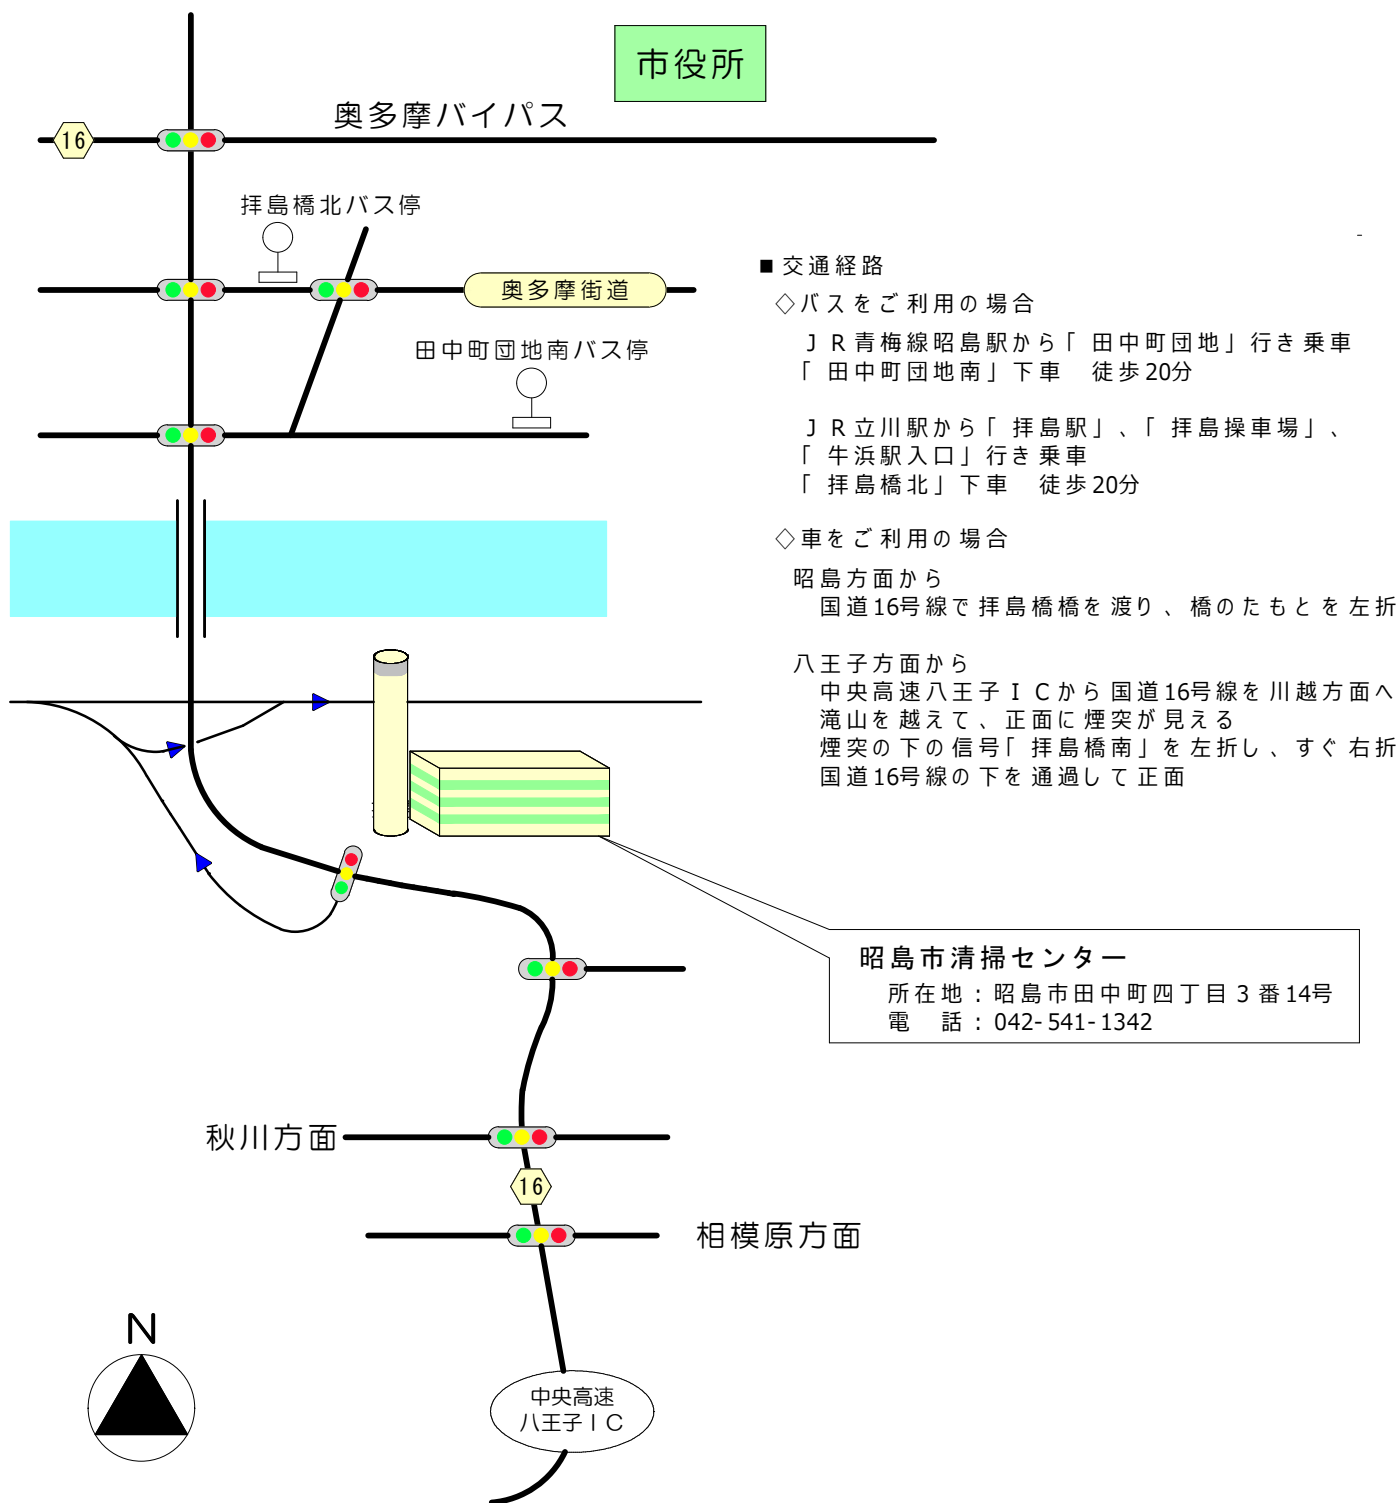 市役所
奥多摩バイパス
16
拝島橋北バス停
奥多摩街道
田中町団地南バス停
■交通経路
◇バスをご利用の場合
ＪＲ青梅線昭島駅から「田中町団地」行き乗車
「田中町団地南」下車　徒歩20分
ＪＲ立川駅から「拝島駅」、「拝島操車場」、
「牛浜駅入口」行き乗車
「拝島橋北」下車　徒歩20分
◇車をご利用の場合
昭島方面から
国道16号線で拝島橋橋を渡り、橋のたもとを左折
八王子方面から
中央高速八王子ＩＣから国道16号線を川越方面へ
滝山を越えて、正面に煙突が見える
煙突の下の信号「拝島橋南」を左折し、すぐ右折
国道16号線の下を通過して正面
昭島市清掃センター
所在地：昭島市田中町四丁目３番14号
電　話：042-541-1342
秋川方面
16
相模原方面
N
中央高速
八王子ＩＣ